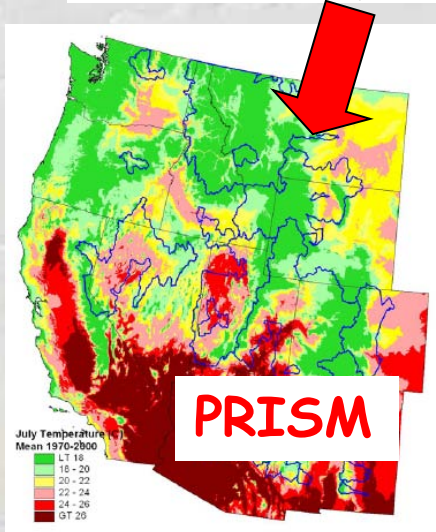 PRISM
July Temperature (C)
Mean 1970-2000
LT 18
18 - 20
20 - 22
22 - 24
24 - 26
GT 26